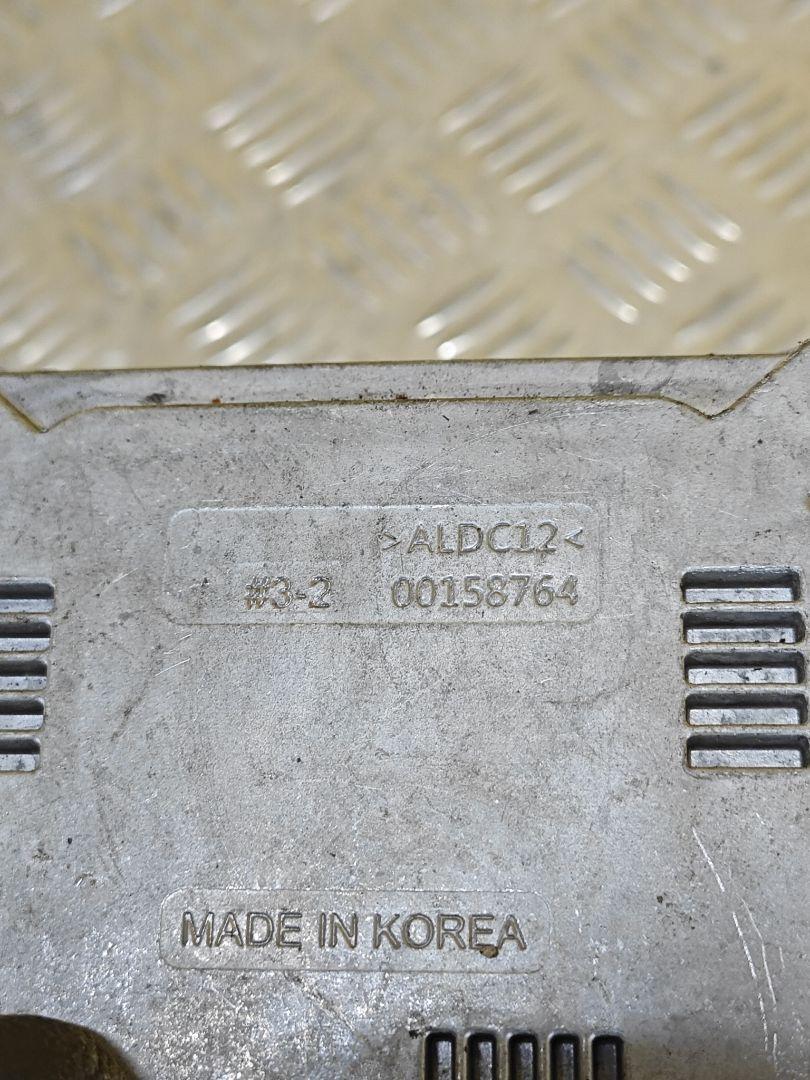 >ALDC12<
#3-2 00158764
MADE IN KOREA